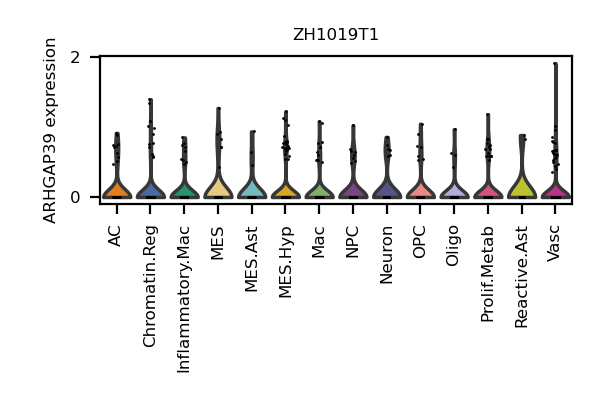 ZH1019T1
ARHGAP39 expression
2
0
AC
Chromatin.Reg
Inflammatory.Mac
MES
MES.Ast
MES.Hyp
Mac
NPC
Neuron
OPC
Oligo
Prolif.Metab
Reactive.Ast
Vasc